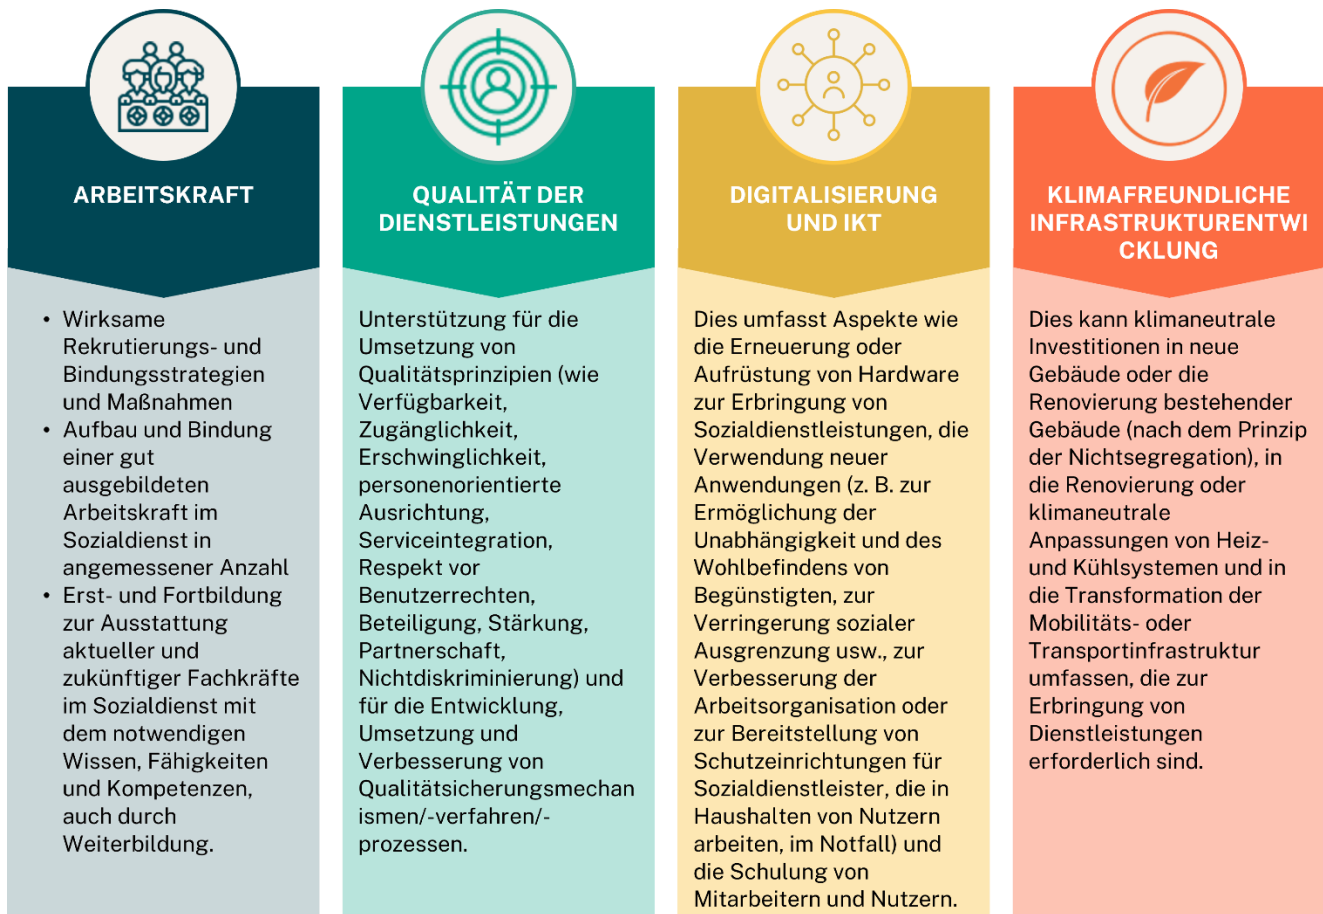 ARBEITSKRAFT
• Wirksame
Rekrutierungs- und
Bindungsstrategien
und Maßnahmen
• Aufbau und Bindung
einer gut
ausgebildeten
Arbeitskraft im
Sozialdienst in
angemessener Anzahl
• Erst- und Fortbildung
zur Ausstattung
aktueller und
zukünftiger Fachkräfte
im Sozialdienst mit
dem notwendigen
Wissen, Fähigkeiten
und Kompetenzen,
auch durch
Weiterbildung.
QUALITÄT DER
DIENSTLEISTUNGEN
Unterstützung für die
Umsetzung von
Qualitätsprinzipien (wie
Verfügbarkeit,
Zugänglichkeit,
Erschwinglichkeit,
personenorientierte
Ausrichtung,
Serviceintegration,
Respekt vor
Benutzerrechten,
Beteiligung, Stärkung,
Partnerschaft,
Nichtdiskriminierung) und
für die Entwicklung,
Umsetzung und
Verbesserung von
Qualitätsicherungsmechan
ismen/-verfahren/-
prozessen.
DIGITALISIERUNG
UND IKT
Dies umfasst Aspekte wie
die Erneuerung oder
Aufrüstung von Hardware
zur Erbringung von
Sozialdienstleistungen, die
Verwendung neuer
Anwendungen (z. B. zur
Ermöglichung der
Unabhängigkeit und des
Wohlbefindens von
Begünstigten, zur
Verringerung sozialer
Ausgrenzung usw., zur
Verbesserung der
Arbeitsorganisation oder
zur Bereitstellung von
Schutzeinrichtungen für
Sozialdienstleister, die in
Haushalten von Nutzern
arbeiten, im Notfall) und
die Schulung von
Mitarbeitern und Nutzern.
KLIMAFREUNDLICHE
INFRASTRUKTURENTWI
CKLUNG
Dies kann klimaneutrale
Investitionen in neue
Gebäude oder die
Renovierung bestehender
Gebäude (nach dem Prinzip
der Nichtsegregation), in
die Renovierung oder
klimaneutrale
Anpassungen von Heiz-
und Kühlsystemen und in
die Transformation der
Mobilitäts- oder
Transportinfrastruktur
umfassen, die zur
Erbringung von
Dienstleistungen
erforderlich sind.